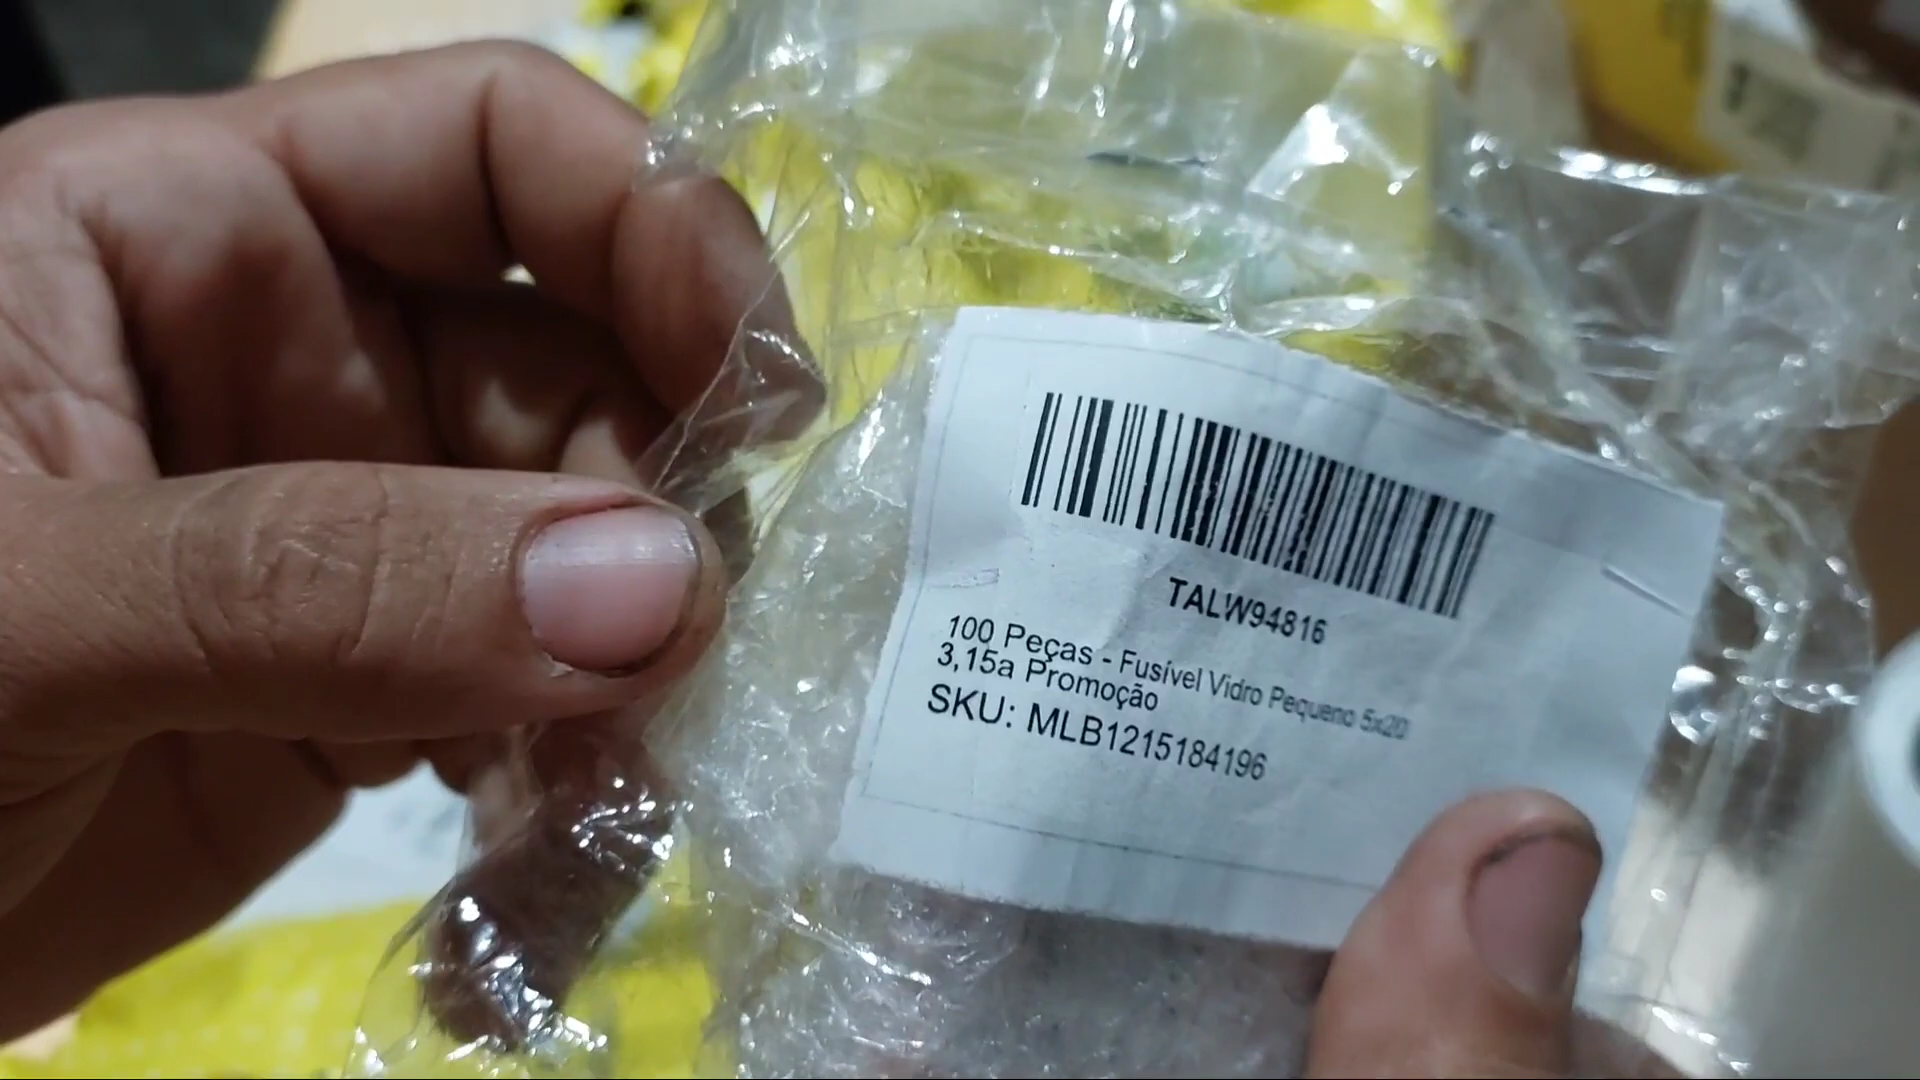 TALW94816
100 Peças - Fusível Vidro Pequeno 5x20
3,15a Promoção
SKU: MLB1215184196